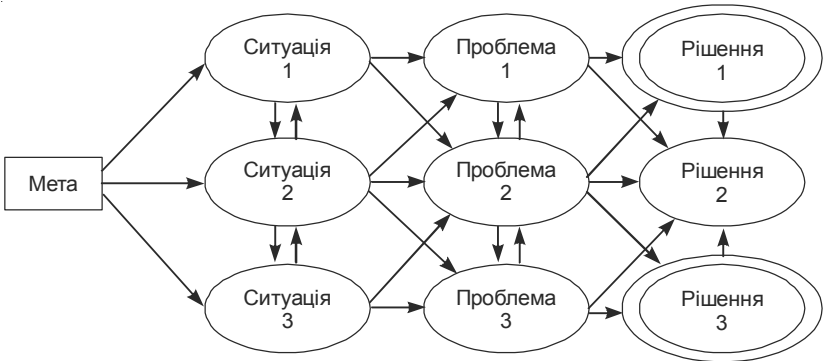 Ситуація
1
Проблема
1
Рішення
1
Мета
Ситуація
2
Проблема
2
Рішення
2
Ситуація
3
Проблема
3
Рішення
3